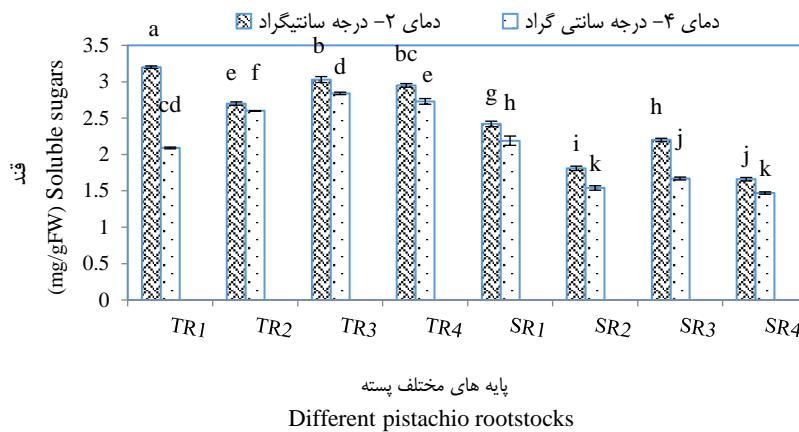 دمای ۲- درجه سانتیگراد
دمای ۴- درجه سانتی گراد
قند
(mg/gFW) Soluble sugars
3.5
3
2.5
2
1.5
1
0.5
0
a
cd
e
f
b
d
bc
e
g
h
i
k
h
j
j
k
TR1
TR2
TR3
TR4
SR1
SR2
SR3
SR4
پایه های مختلف پسته
Different pistachio rootstocks